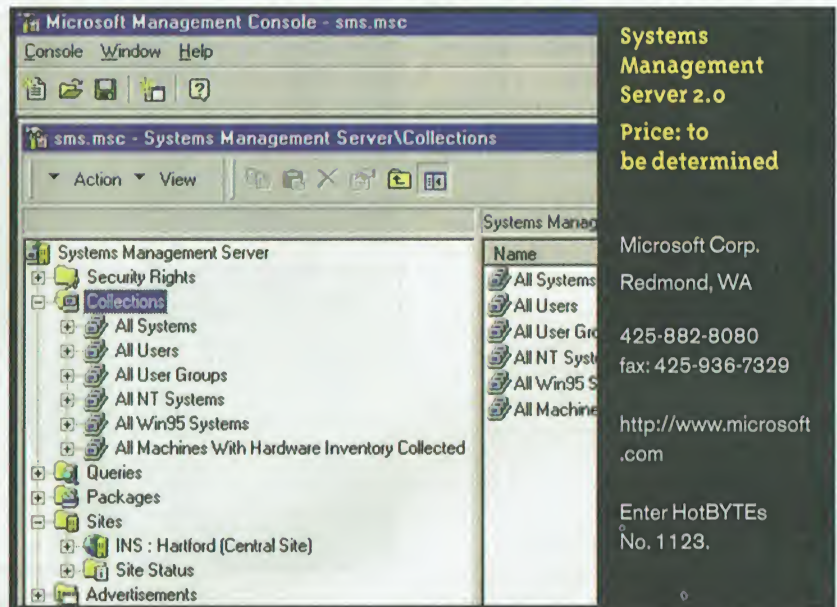 Microsoft Management Console - sms.msc
Console Window Help
sms.msc - Systems Management Server\Collections
Action View
Systems Manag
Systems Management Server
Security Rights
Collections
All Systems
All Users
All User Groups
All NT Systems
All Win95 Systems
All Machines With Hardware Inventory Collected
Queries
Packages
Sites
INS : Hartford (Central Site)
Site Status
Advertisements
Name
All Systems
All Users
All User Gro
All NT Syste
All Win95 S
All Machine
Systems
Management
Server 2.0
Price: to
be determined
Microsoft Corp.
Redmond, WA
425-882-8080
fax: 425-936-7329
http://www.microsoft
.com
Enter HotBYTEs
No. 1123.